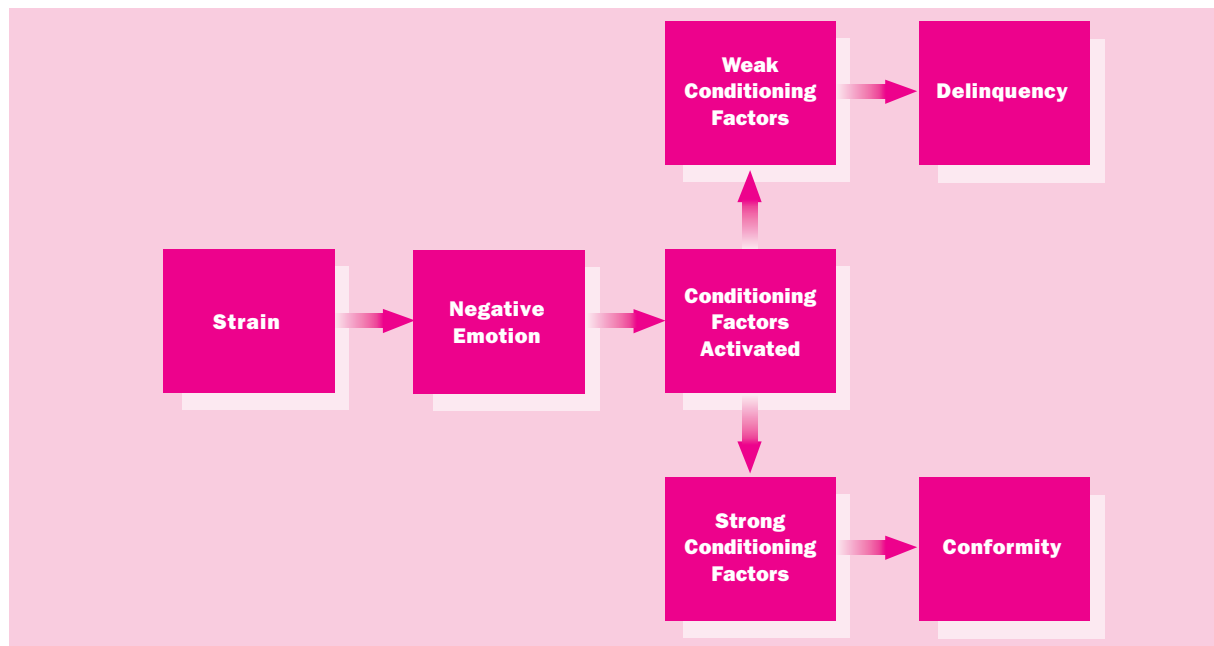 Weak
Conditioning
Factors
Delinquency
Strain
Negative
Emotion
Conditioning
Factors
Activated
Strong
Conditioning
Factors
Conformity